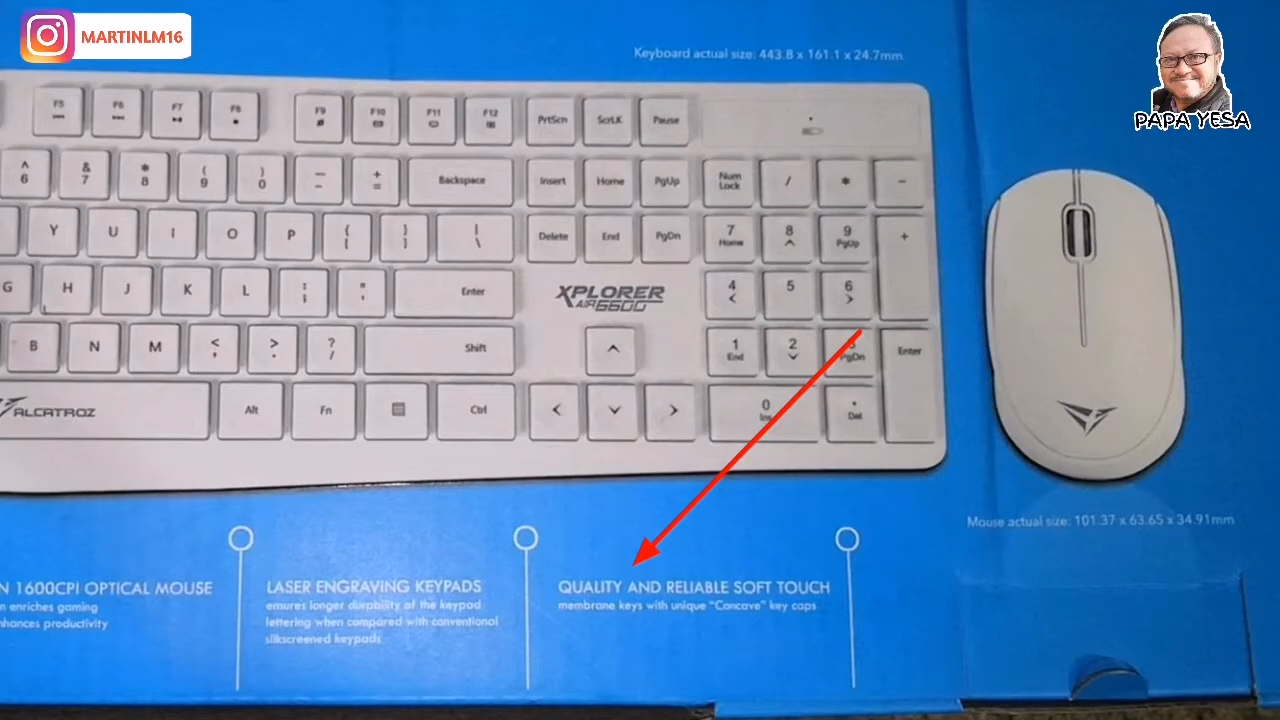 MARTINLM16
PAPA YESA
Keyboard actual size: 443.8 x 161.1 x 24.7mm
F5 F6 F7 F8 F9 F10 F11 F12 PrtScn ScrLK Pause
^ & * ( ) — +
6 7 8 9 0 - = Backspace Insert Home PgUp Num Lock / * -
Y U I O P { [ } ] | \ Delete End PgDn 7 Home 8 9 PgUp +
G H J K L : ; " ' Enter 4 5 6
XPLORER
AIR 6600
B N M < , > . ? / Shift 1 End 2 3 PgDn Enter
ALCATROZ Alt Fn Ctrl 0 Ins . Del
Mouse actual size: 101.37 x 63.65 x 34.91mm
N 1600CPI OPTICAL MOUSE
n enriches gaming
nhances productivity
LASER ENGRAVING KEYPADS
ensures longer durability of the keypad
lettering when compared with conventional
silkscreened keypads
QUALITY AND RELIABLE SOFT TOUCH
membrane keys with unique "Concave" key caps